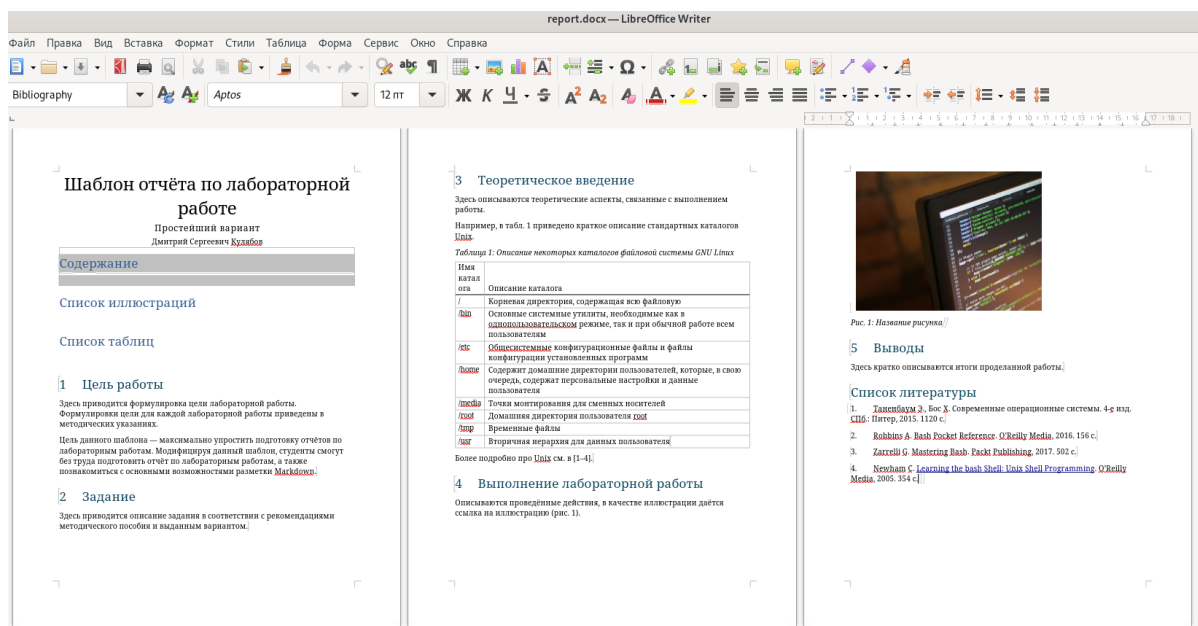 report.docx — LibreOffice Writer
Файл Правка Вид Вставка Формат Стили Таблица Форма Сервис Окно Справка
Bibliography Aptos 12 пт Ж К Ч S
Шаблон отчёта по лабораторной
работе
Простейший вариант
Дмитрий Сергеевич Кулябов
Содержание
Список иллюстраций
Список таблиц
1 Цель работы
Здесь приводится формулировка цели лабораторной работы.
Формулировки цели для каждой лабораторной работы приведены в
методических указаниях.
Цель данного шаблона — максимально упростить подготовку отчётов по
лабораторным работам. Модифицируя данный шаблон, студенты смогут
без труда подготовить отчёт по лабораторным работам, а также
познакомиться с основными возможностями разметки Markdown.
2 Задание
Здесь приводится описание задания в соответствии с рекомендациями
методического пособия и выданным вариантом.
3 Теоретическое введение
Здесь описываются теоретические аспекты, связанные с выполнением
работы.
Например, в табл. 1 приведено краткое описание стандартных каталогов
Unix.
Таблица 1: Описание некоторых каталогов файловой системы GNU Linux
Имя
катал
ога Описание каталога
/ Корневая директория, содержащая всю файловую
/bin Основные системные утилиты, необходимые как в
однопользовательском режиме, так и при обычной работе всем
пользователям
/etc Общесистемные конфигурационные файлы и файлы
конфигурации установленных программ
/home Содержит домашние директории пользователей, которые, в свою
очередь, содержат персональные настройки и данные
пользователя
/media Точки монтирования для сменных носителей
/root Домашняя директория пользователя root
/tmp Временные файлы
/usr Вторичная иерархия для данных пользователя
Более подробно про Unix см. в [1–4].
4 Выполнение лабораторной работы
Описываются проведённые действия, в качестве иллюстрации даётся
ссылка на иллюстрацию (рис. 1).
Рис. 1: Название рисунка
5 Выводы
Здесь кратко описываются итоги проделанной работы.
Список литературы
1. Таненбаум Э., Бос Х. Современные операционные системы. 4-е изд.
СПб.: Питер, 2015. 1120 с.
2. Robbins A. Bash Pocket Reference. O'Reilly Media, 2016. 156 с.
3. Zarrelli G. Mastering Bash. Packt Publishing, 2017. 502 с.
4. Newham C. Learning the bash Shell: Unix Shell Programming. O'Reilly
Media, 2005. 354 с.